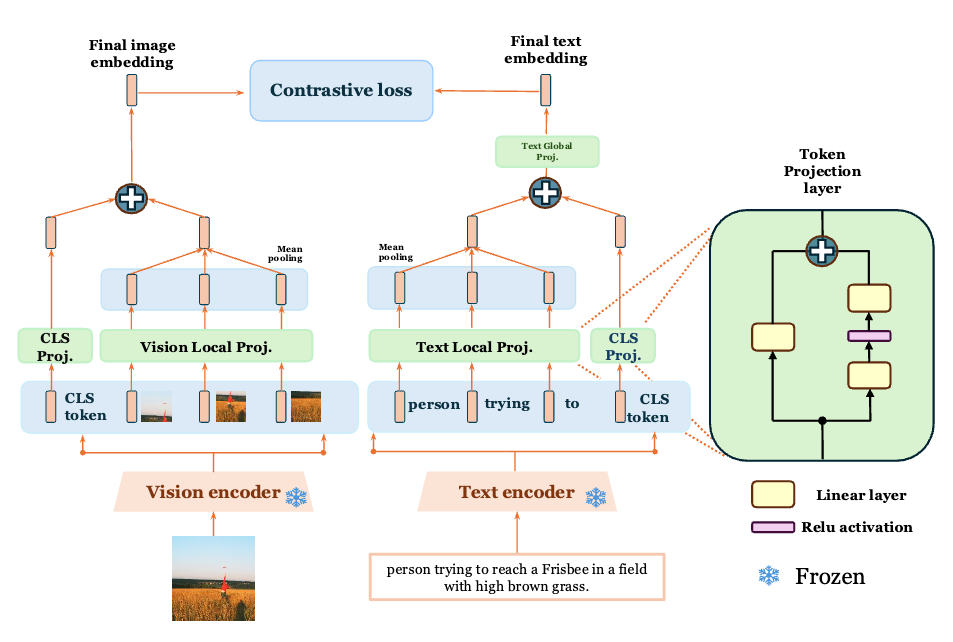 Final image
embedding
Contrastive loss
Final text
embedding
Text Global
Proj.
Token
Projection
layer
Mean
pooling
Mean
pooling
CLS
Proj.
Vision Local Proj.
Text Local Proj.
CLS
Proj.
CLS
token
person
trying
to
CLS
token
Vision encoder
Text encoder
Linear layer
Relu activation
Frozen
person trying to reach a Frisbee in a field
with high brown grass.